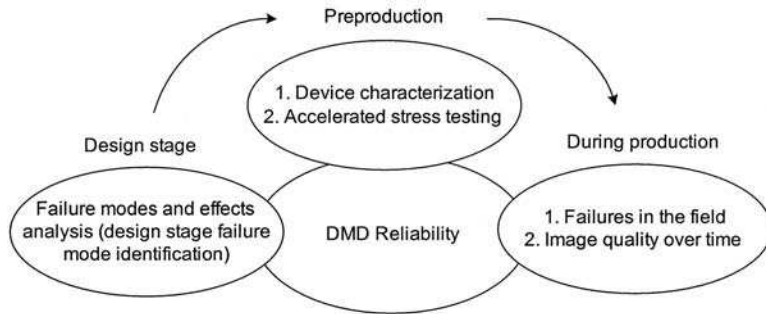 Preproduction
1. Device characterization
2. Accelerated stress testing
Design stage
During production
Failure modes and effects
analysis (design stage failure
mode identification)
DMD Reliability
1. Failures in the field
2. Image quality over time